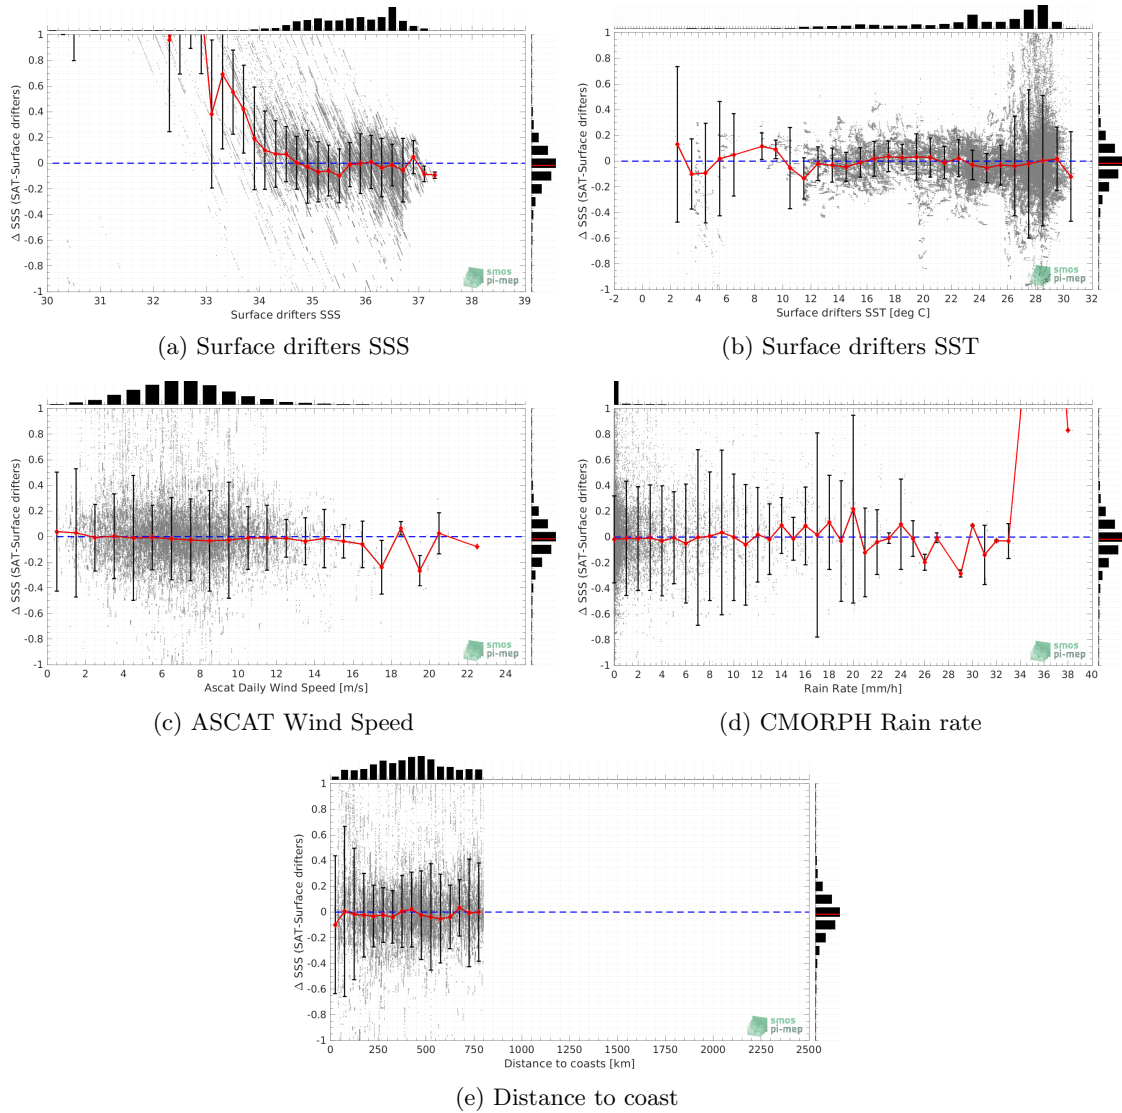 1
0.8
0.6
0.4
0.2
0
-0.2
-0.4
-0.6
-0.8
-1
Δ SSS (SAT-Surface drifters)
30 31 32 33 34 35 36 37 38 39
Surface drifters SSS
smos
pi-mep
(a) Surface drifters SSS
1
0.8
0.6
0.4
0.2
0
-0.2
-0.4
-0.6
-0.8
-1
Δ SSS (SAT-Surface drifters)
-2 0 2 4 6 8 10 12 14 16 18 20 22 24 26 28 30 32
Surface drifters SST [deg C]
smos
pi-mep
(b) Surface drifters SST
1
0.8
0.6
0.4
0.2
0
-0.2
-0.4
-0.6
-0.8
-1
Δ SSS (SAT-Surface drifters)
0 2 4 6 8 10 12 14 16 18 20 22 24
Ascat Daily Wind Speed [m/s]
smos
pi-mep
(c) ASCAT Wind Speed
1
0.8
0.6
0.4
0.2
0
-0.2
-0.4
-0.6
-0.8
-1
Δ SSS (SAT-Surface drifters)
0 2 4 6 8 10 12 14 16 18 20 22 24 26 28 30 32 34 36 38 40
Rain Rate [mm/h]
smos
pi-mep
(d) CMORPH Rain rate
1
0.8
0.6
0.4
0.2
0
-0.2
-0.4
-0.6
-0.8
-1
Δ SSS (SAT-Surface drifters)
0 250 500 750 1000 1250 1500 1750 2000 2250 2500
Distance to coasts [km]
smos
pi-mep
(e) Distance to coast